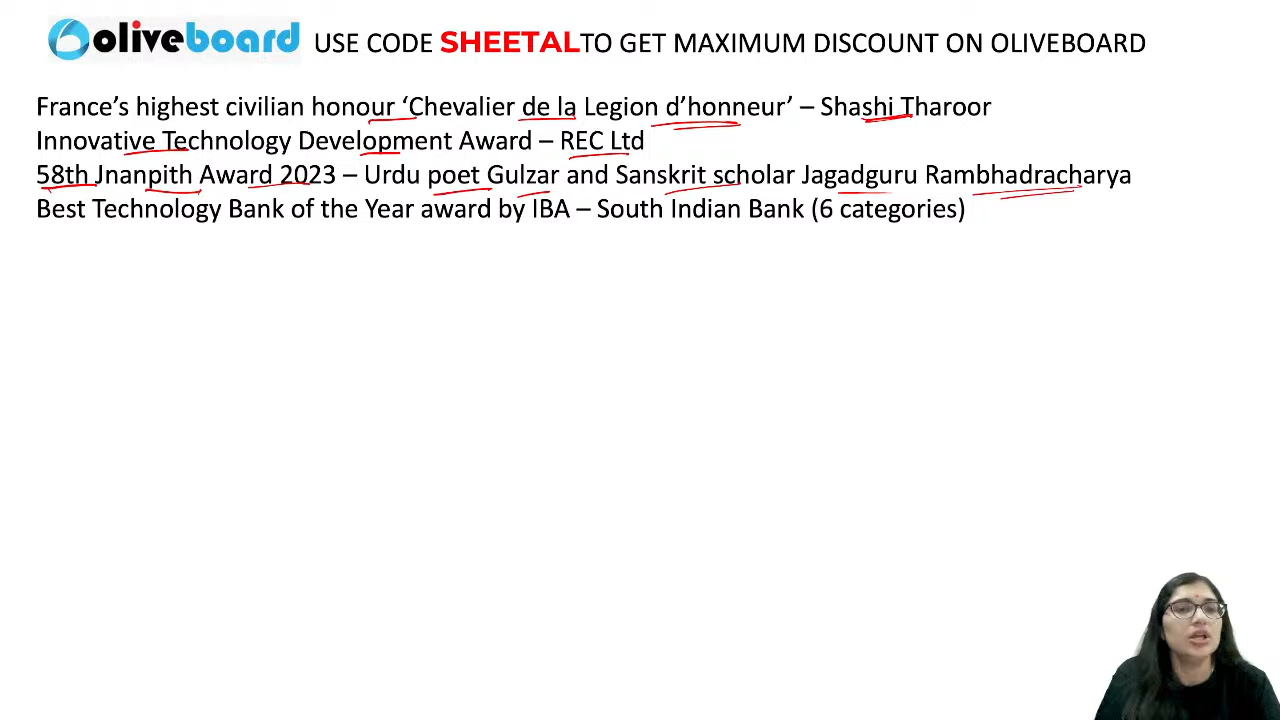 oliveboard USE CODE SHEETAL TO GET MAXIMUM DISCOUNT ON OLIVEBOARD
France’s highest civilian honour ‘Chevalier de la Legion d’honneur’ – Shashi Tharoor
Innovative Technology Development Award – REC Ltd
58th Jnanpith Award 2023 – Urdu poet Gulzar and Sanskrit scholar Jagadguru Rambhadracharya
Best Technology Bank of the Year award by IBA – South Indian Bank (6 categories)